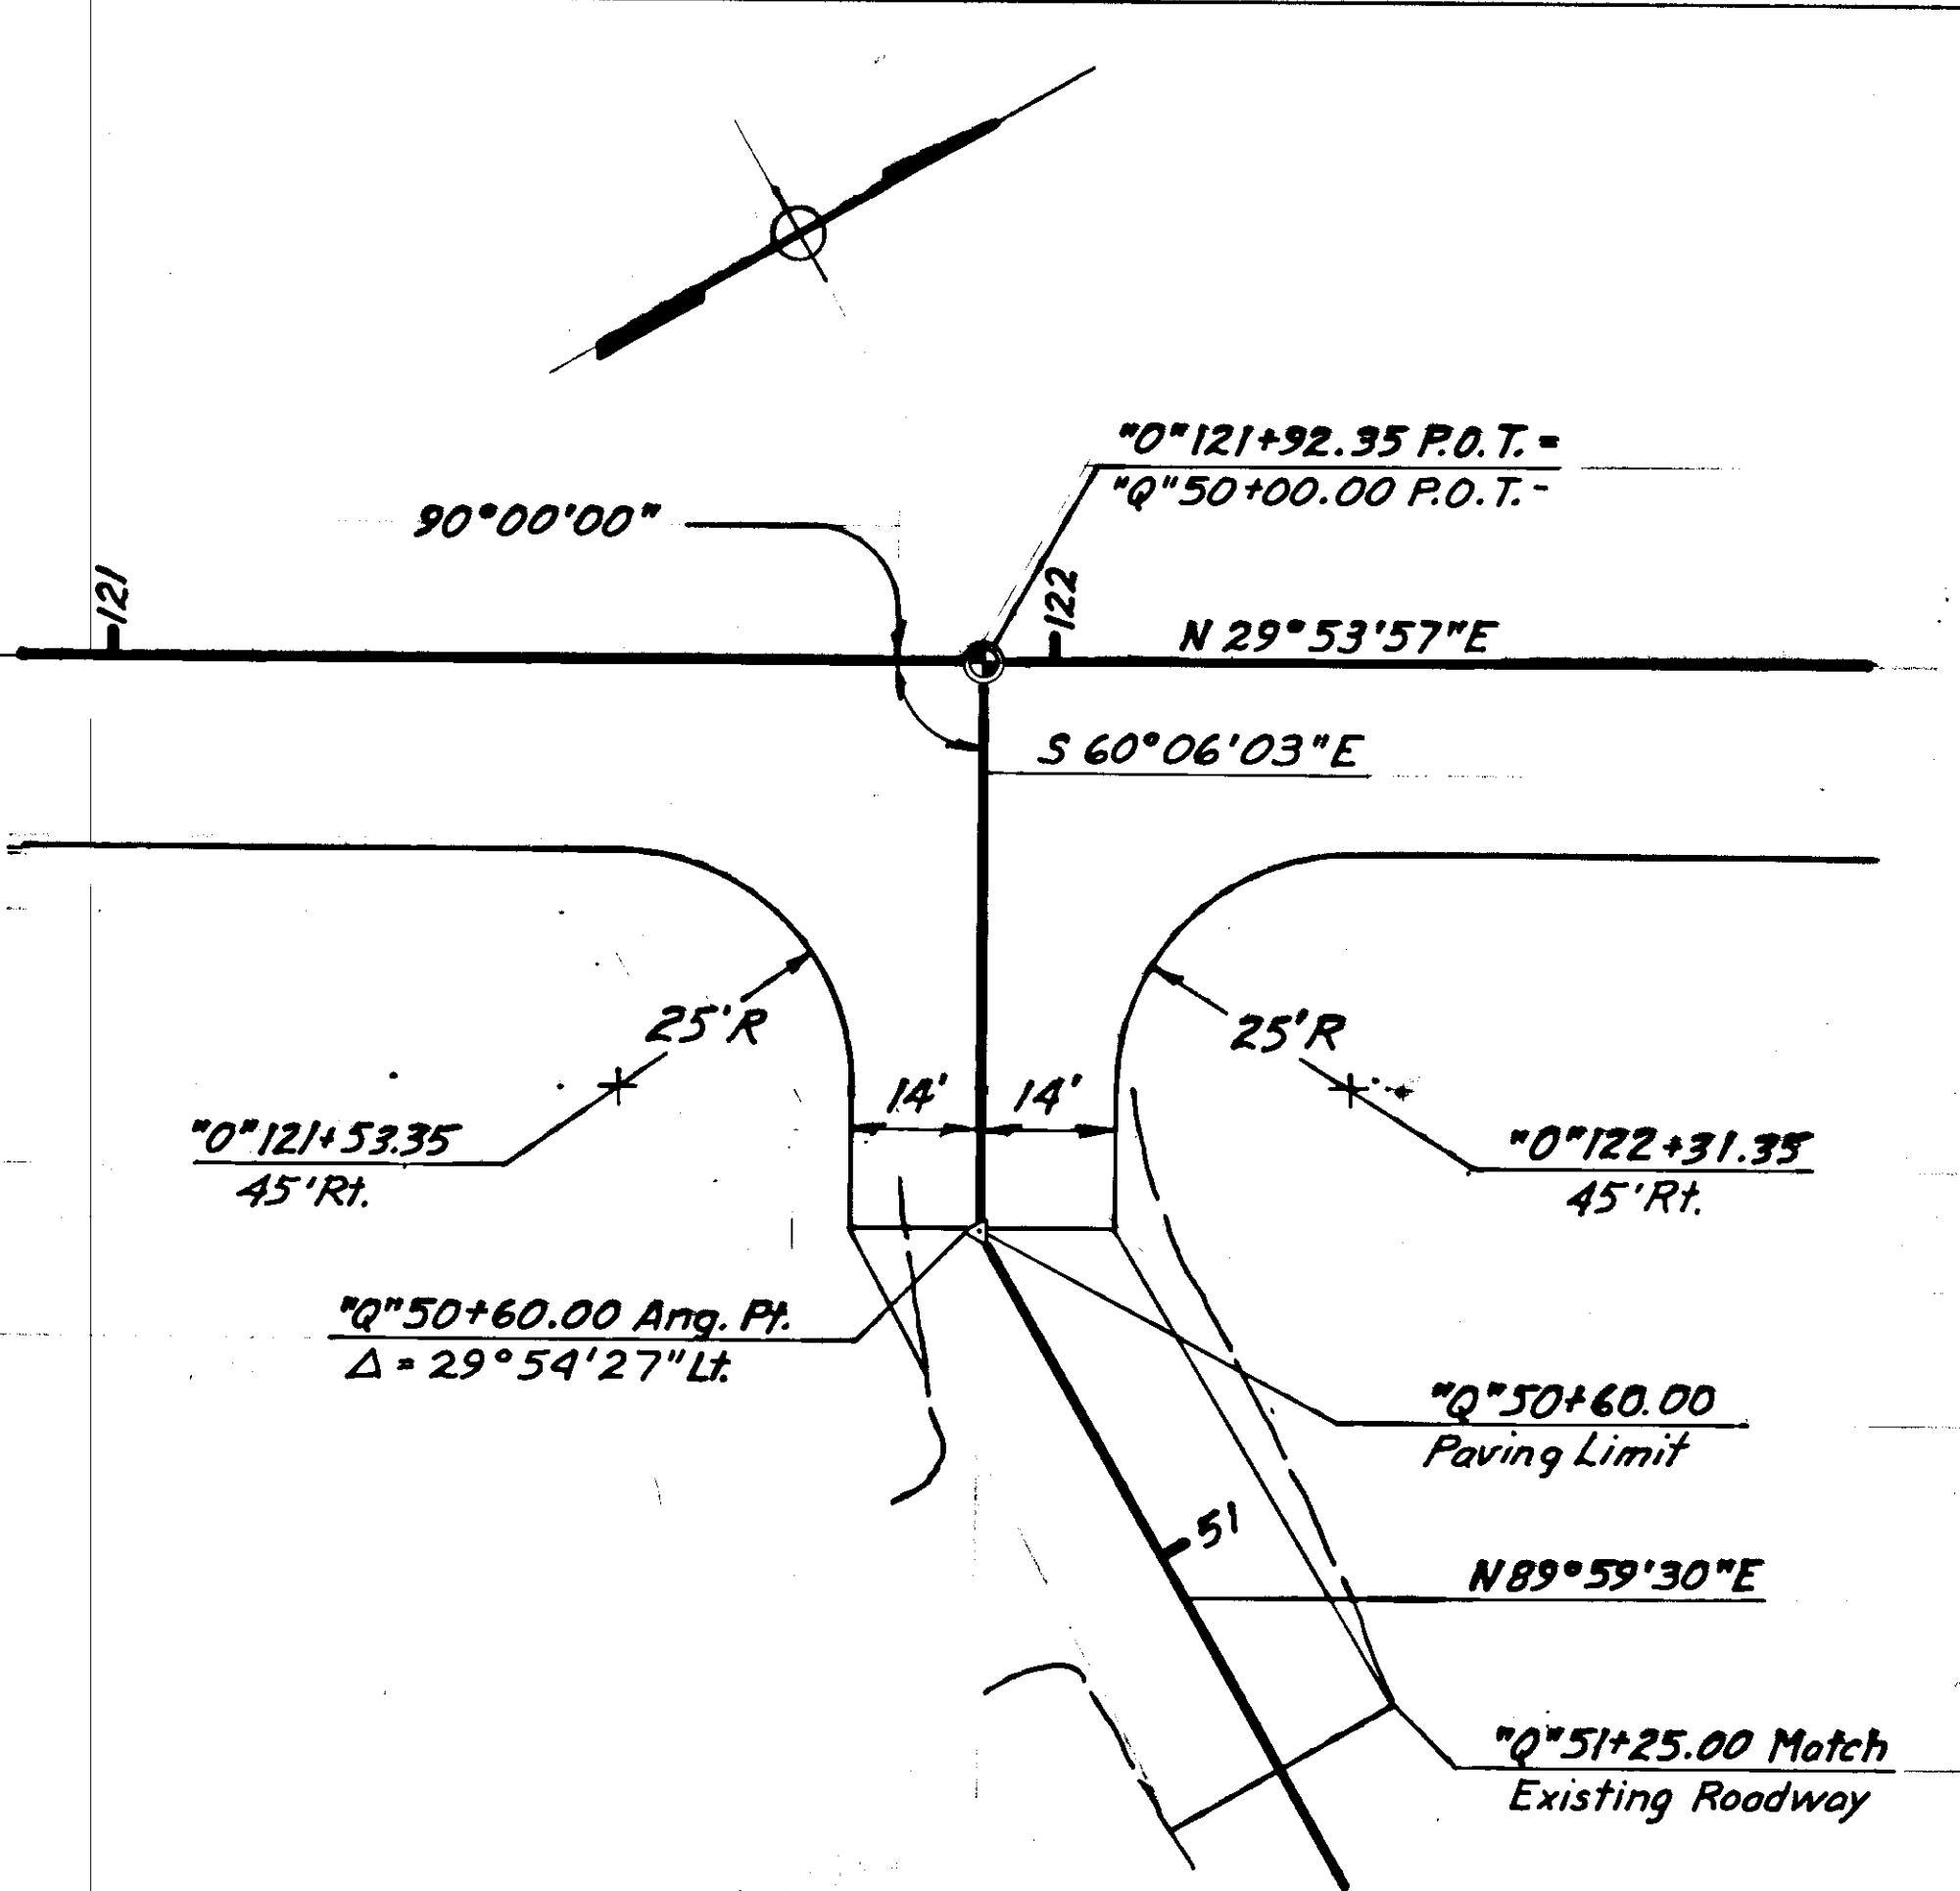 "O" 121+92.35 P.O.T. =
"Q" 50+00.00 P.O.T. -
90°00'00"
121
122
N 29°53'57"E
S 60°06'03"E
25'R
25'R
14'
14'
"O" 121+53.35
45'Rt.
"O" 122+31.35
45'Rt.
"Q" 50+60.00 Ang. Pt.
Δ = 29°54'27"Lt.
"Q" 50+60.00
Paving Limit
51
N 89°59'30"E
"Q" 51+25.00 Match
Existing Roadway